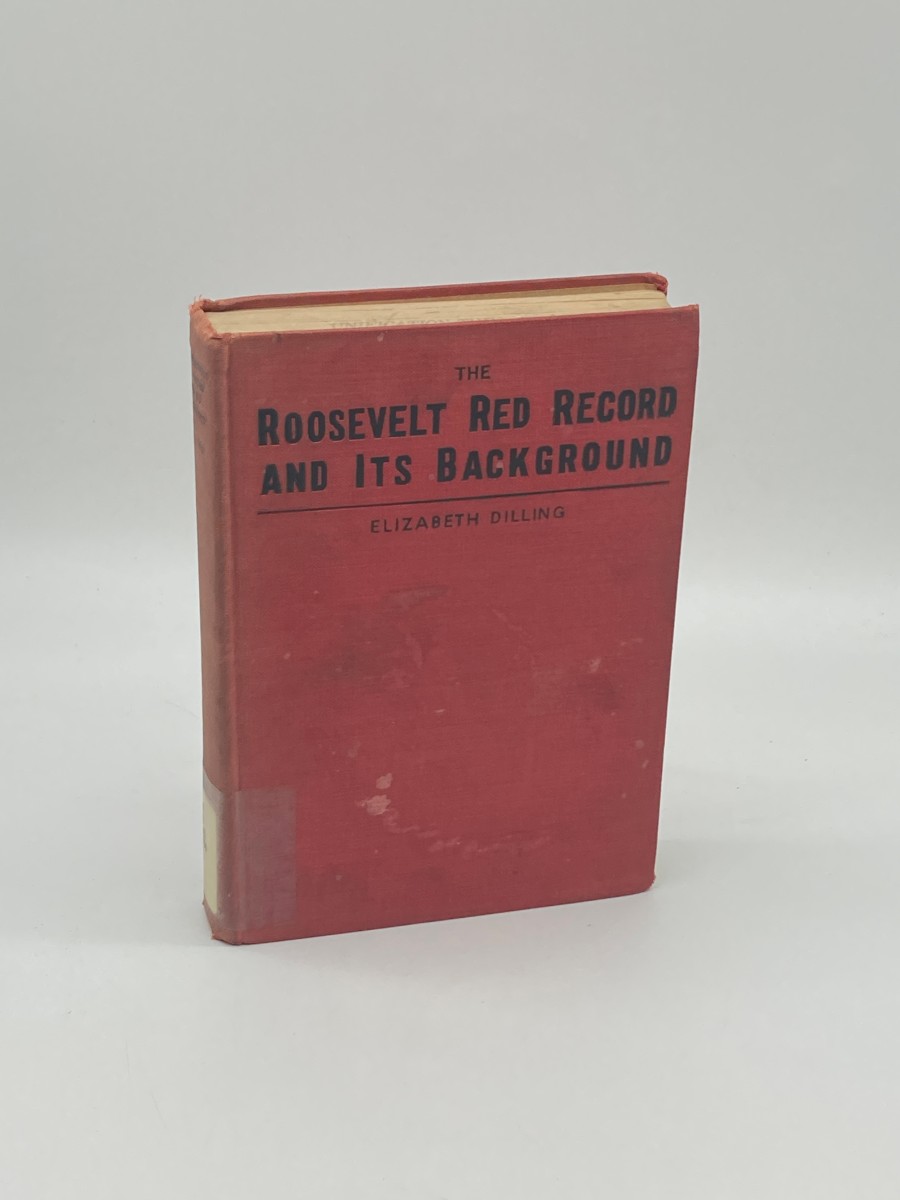 THE
ROOSEVELT RED RECORD
AND ITS BACKGROUND
ELIZABETH DILLING